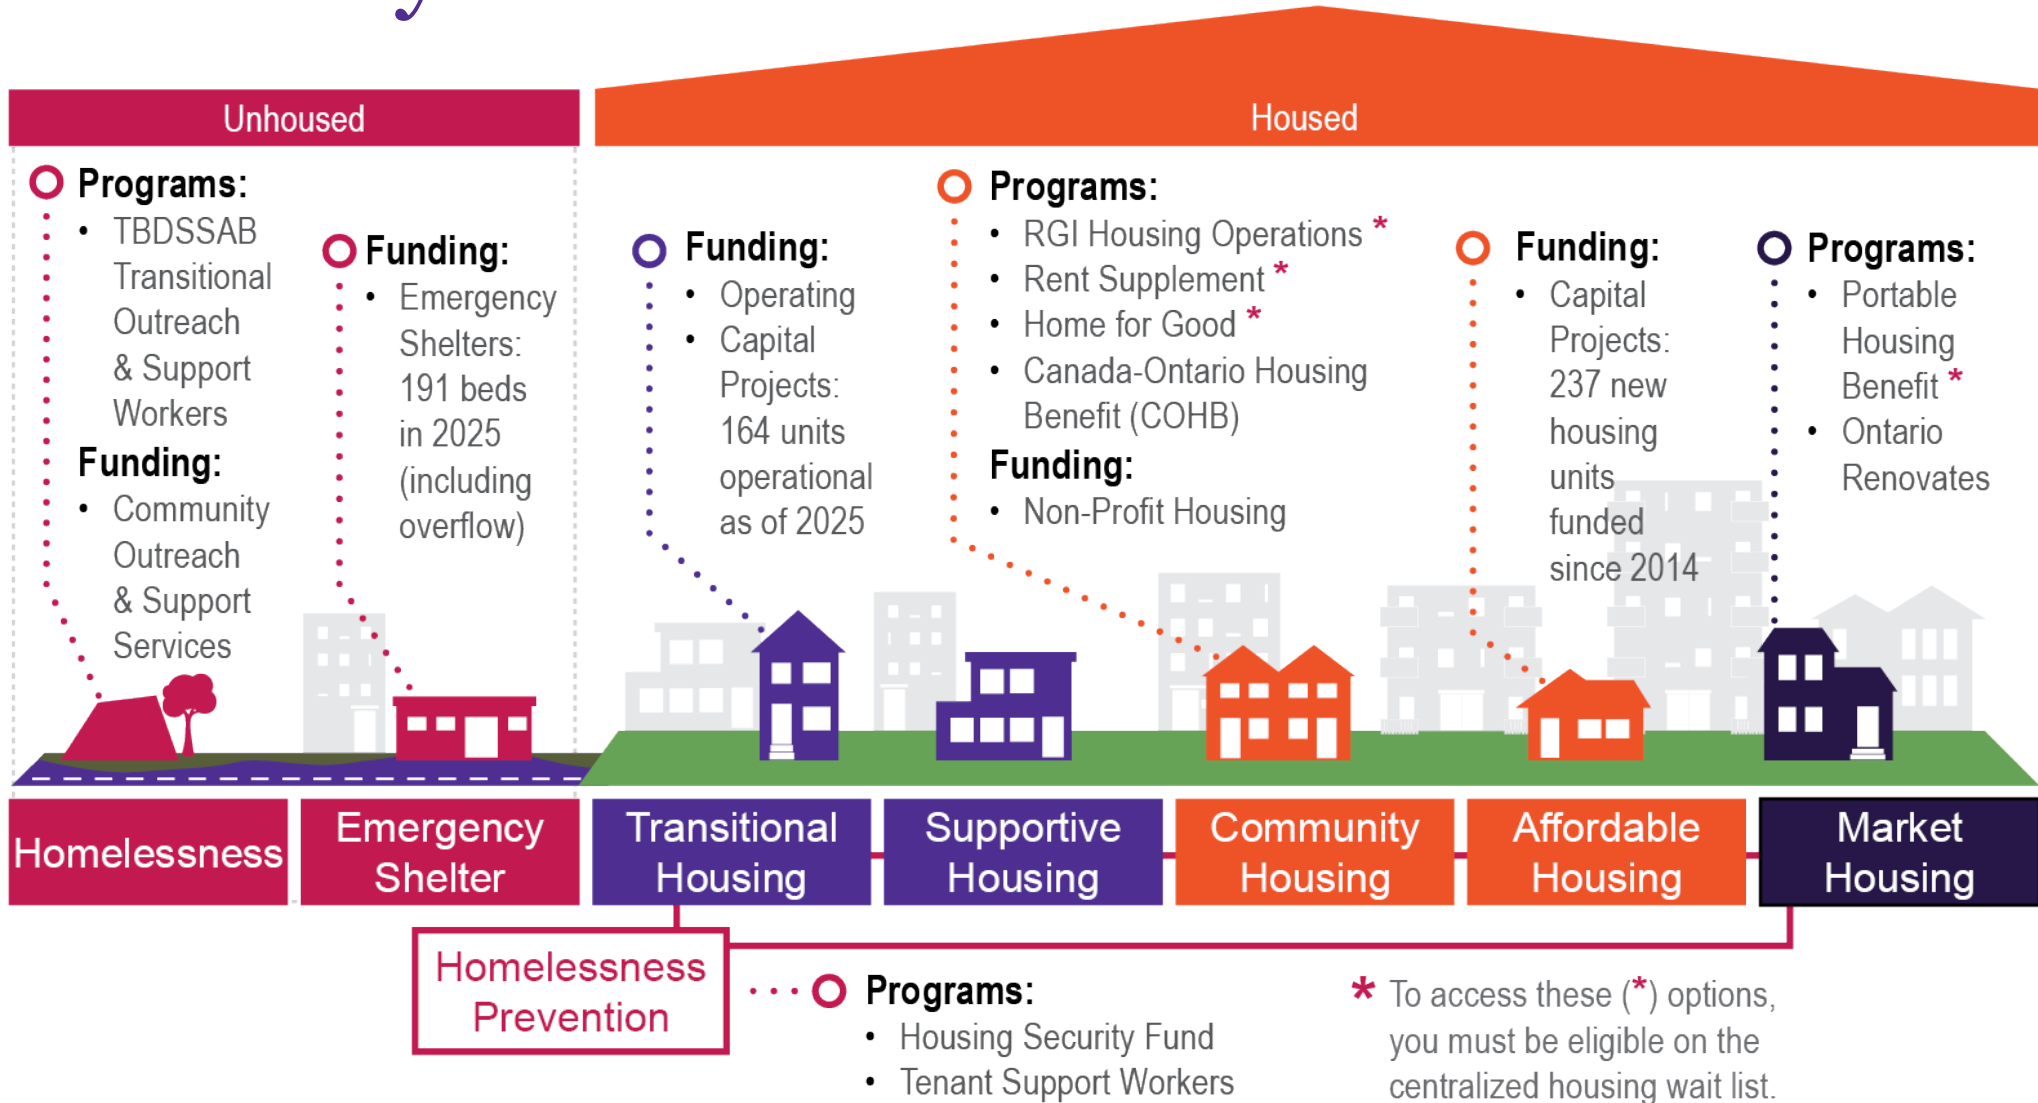 Unhoused
Housed
Programs:
• TBDSSAB
Transitional
Outreach
& Support
Workers
Funding:
• Community
Outreach
& Support
Services
Funding:
• Emergency
Shelters:
191 beds
in 2025
(including
overflow)
Funding:
• Operating
• Capital
Projects:
164 units
operational
as of 2025
Programs:
• RGI Housing Operations *
• Rent Supplement *
• Home for Good *
• Canada-Ontario Housing
Benefit (COHB)
Funding:
• Non-Profit Housing
Funding:
• Capital
Projects:
237 new
housing
units
funded
since 2014
Programs:
• Portable
Housing
Benefit *
• Ontario
Renovates
Homelessness
Emergency
Shelter
Transitional
Housing
Supportive
Housing
Community
Housing
Affordable
Housing
Market
Housing
Homelessness
Prevention
Programs:
• Housing Security Fund
• Tenant Support Workers
* To access these (*) options,
you must be eligible on the
centralized housing wait list.